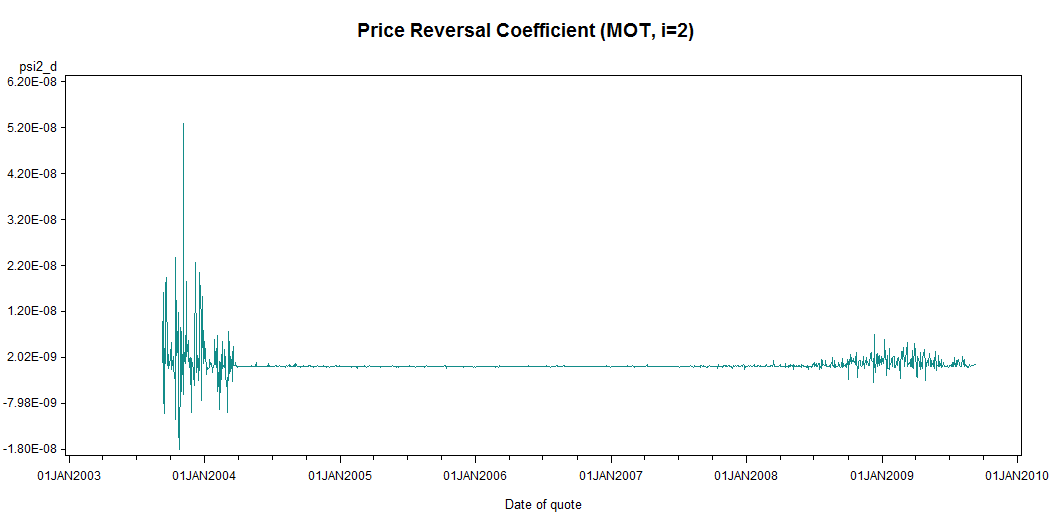 Price Reversal Coefficient (MOT, i=2)
psi2_d
6.20E-08
5.20E-08
4.20E-08
3.20E-08
2.20E-08
1.20E-08
2.02E-09
-7.98E-09
-1.80E-08
01JAN2003 01JAN2004 01JAN2005 01JAN2006 01JAN2007 01JAN2008 01JAN2009 01JAN2010
Date of quote